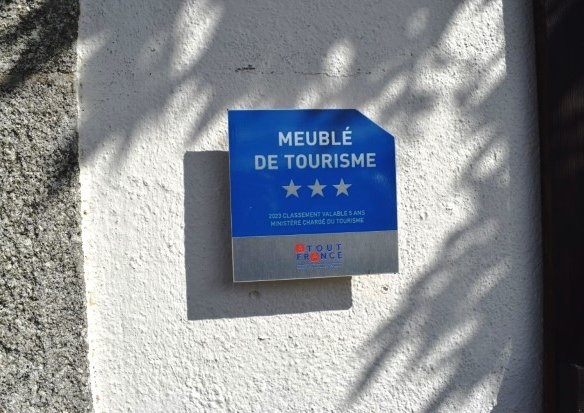 MEUBLÉ
DE TOURISME
2023 CLASSEMENT VALABLE 5 ANS
MINISTÈRE CHARGÉ DU TOURISME
ATOUT
FRANCE